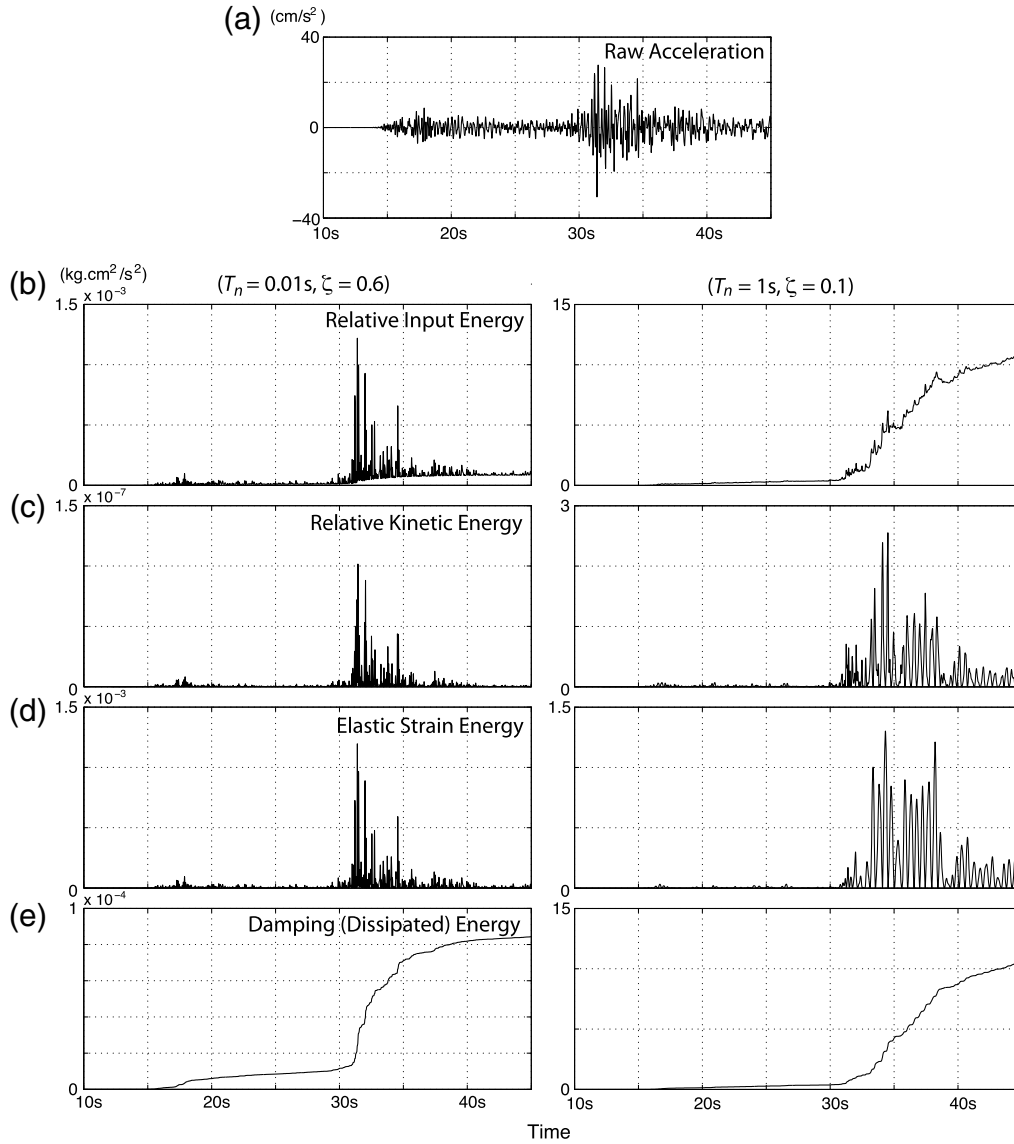 (a) (cm/s²)
40
Raw Acceleration
0
−40
10s 20s 30s 40s
(b) (kg.cm²/s²)
(Tn = 0.01s, ζ = 0.6) (Tn = 1s, ζ = 0.1)
1.5 x 10⁻³ 15
Relative Input Energy
0 15
(c) 1.5 x 10⁻⁷ 3
Relative Kinetic Energy
0 0
(d) 1.5 x 10⁻³ 1.5
Elastic Strain Energy
0 0
(e) 1 x 10⁻⁴ 15
Damping (Dissipated) Energy
0 15
10s 20s 30s 40s 10s 20s 30s 40s
Time